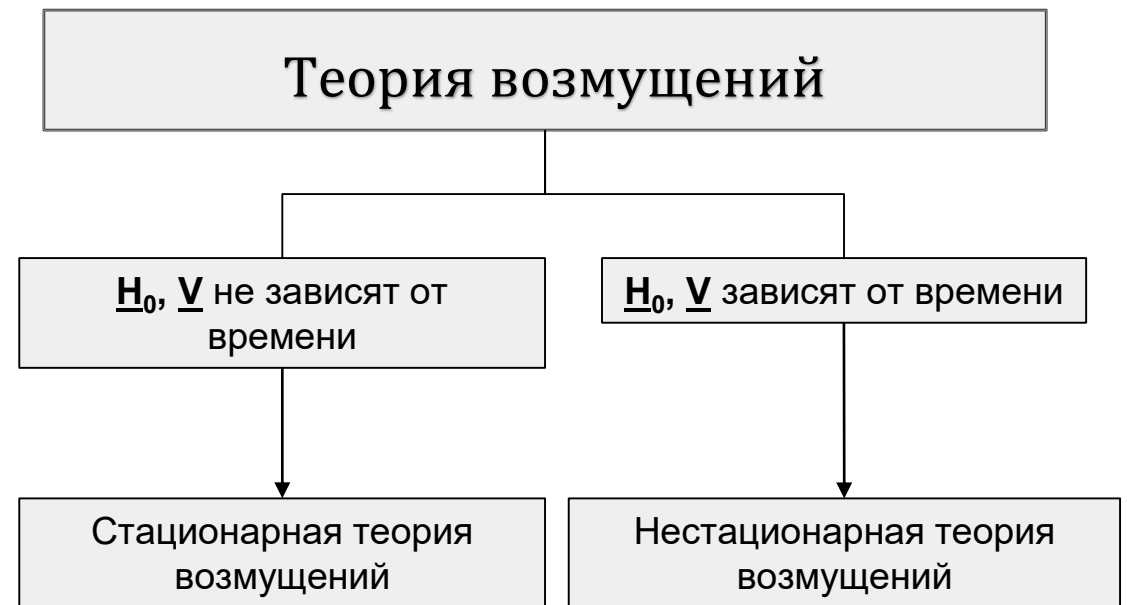 Теория возмущений
H₀, V не зависят от
времени
H₀, V зависят от времени
Стационарная теория
возмущений
Нестационарная теория
возмущений